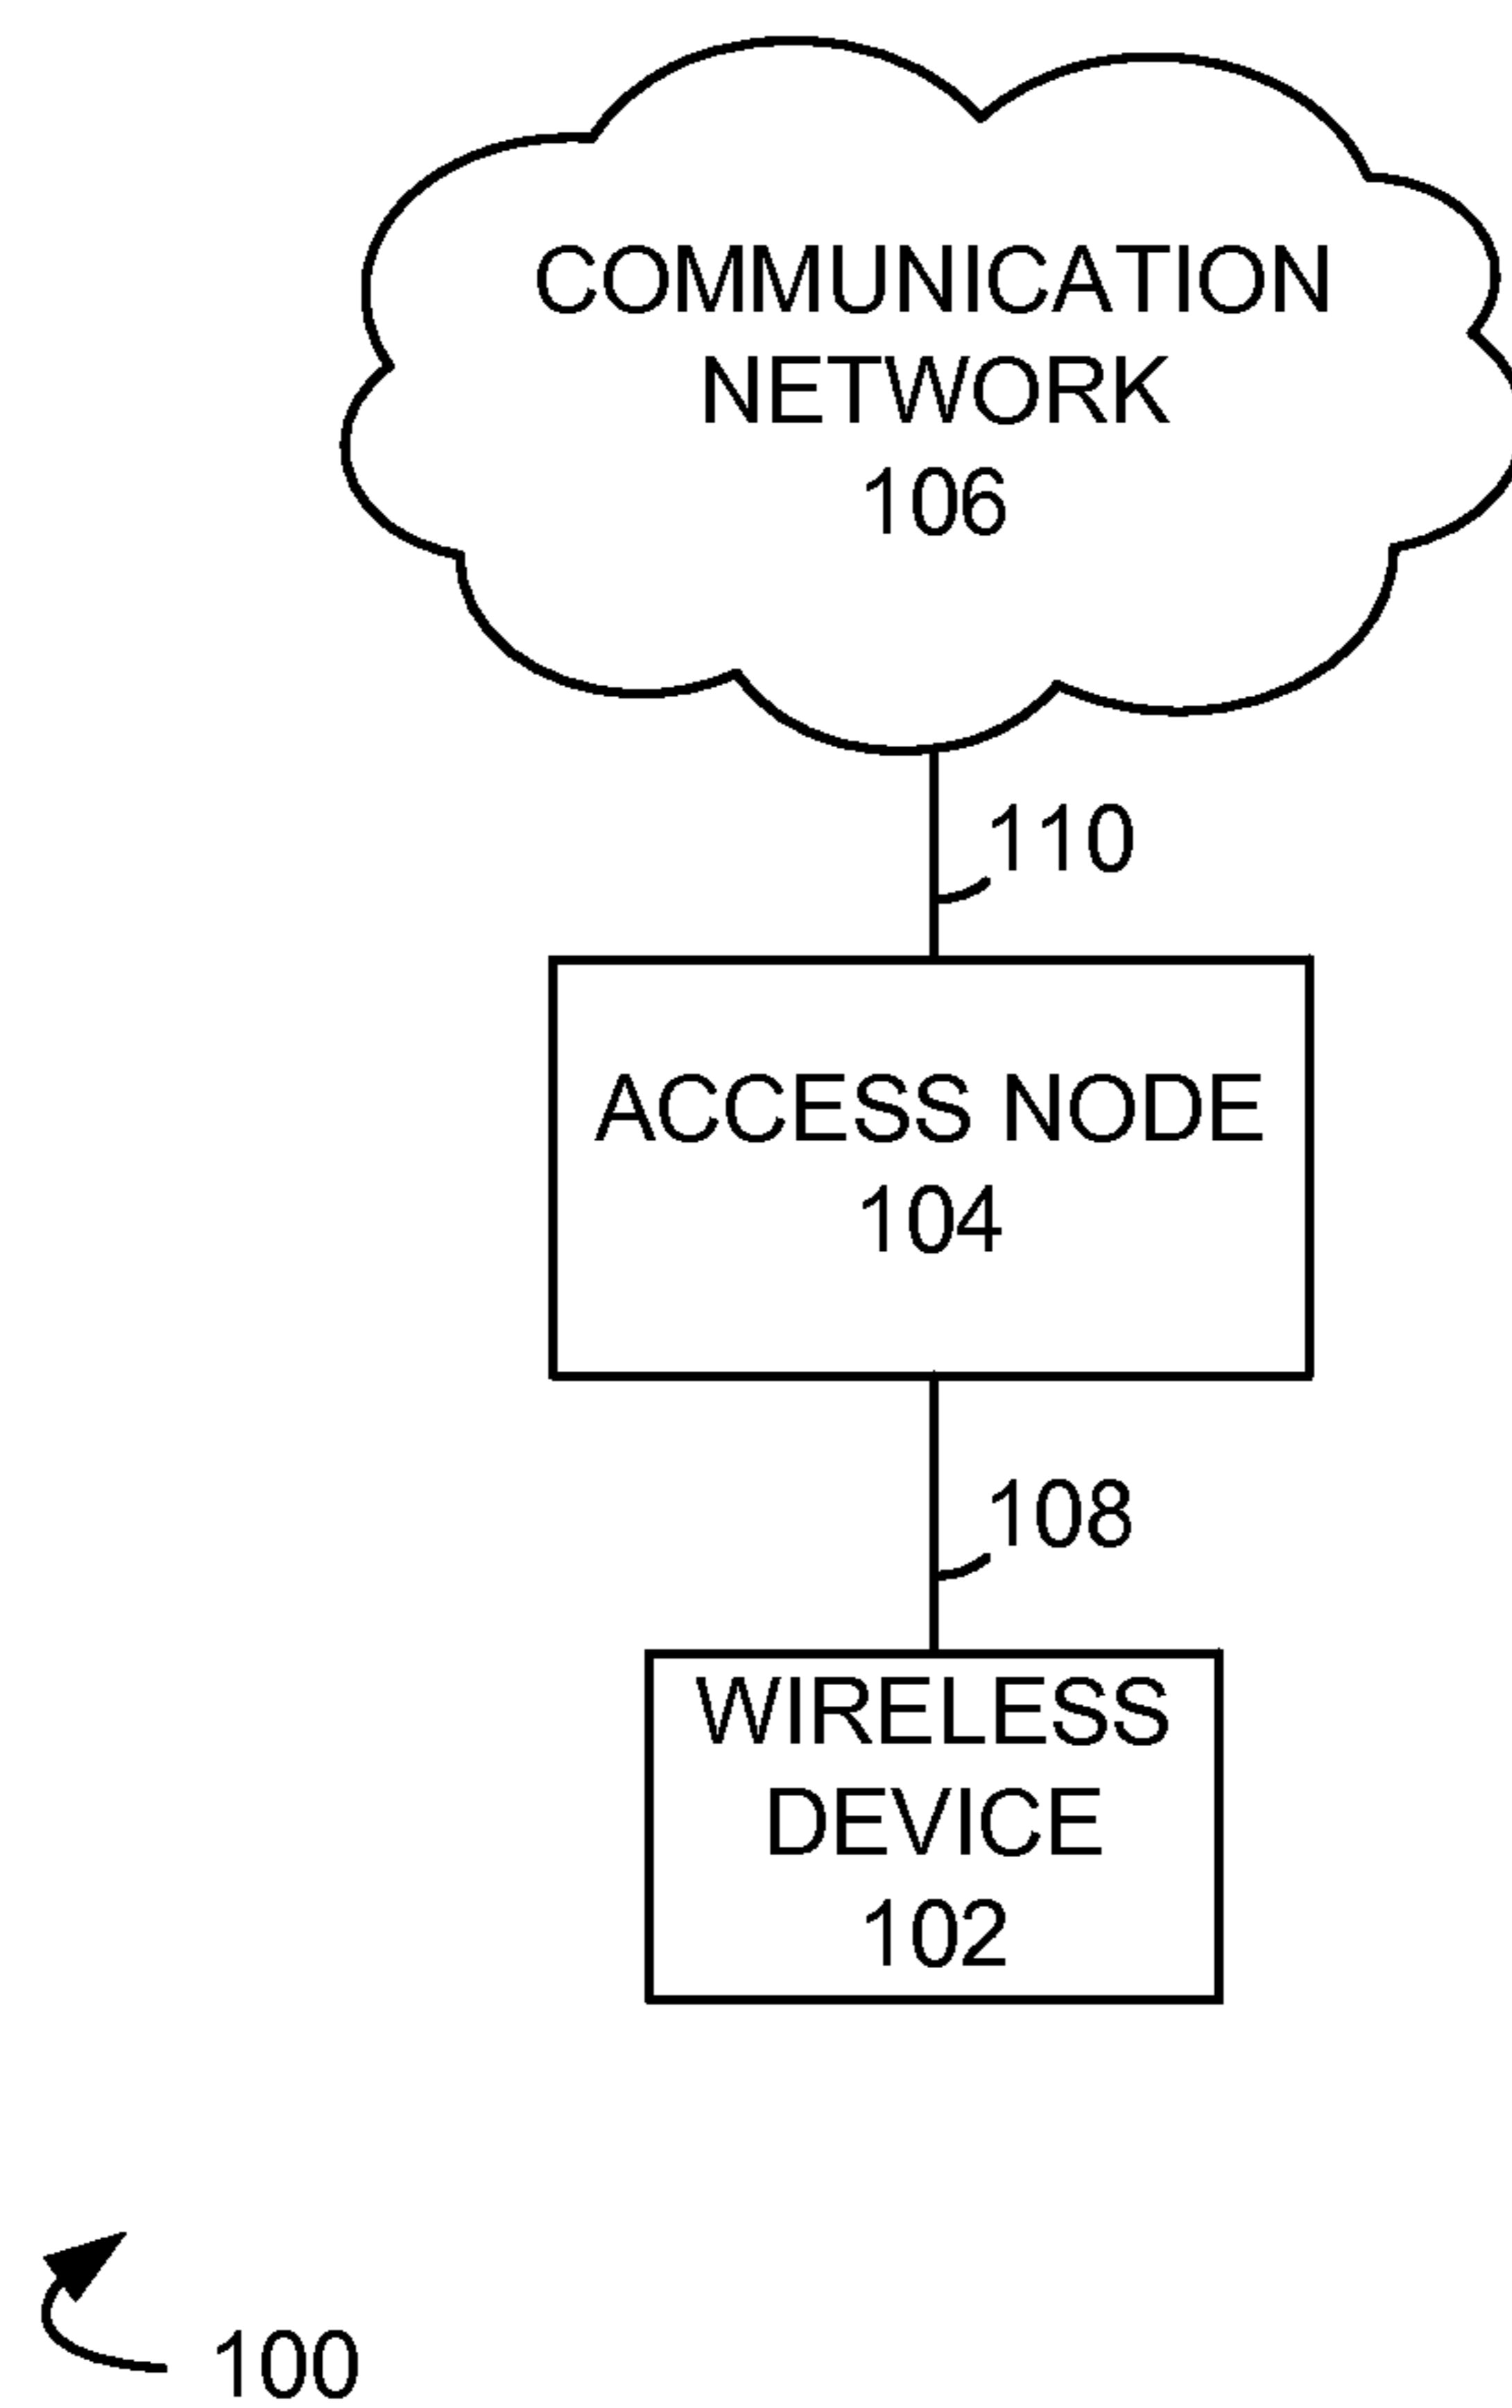 COMMUNICATION
NETWORK
106
110
ACCESS NODE
104
108
WIRELESS
DEVICE
102
100